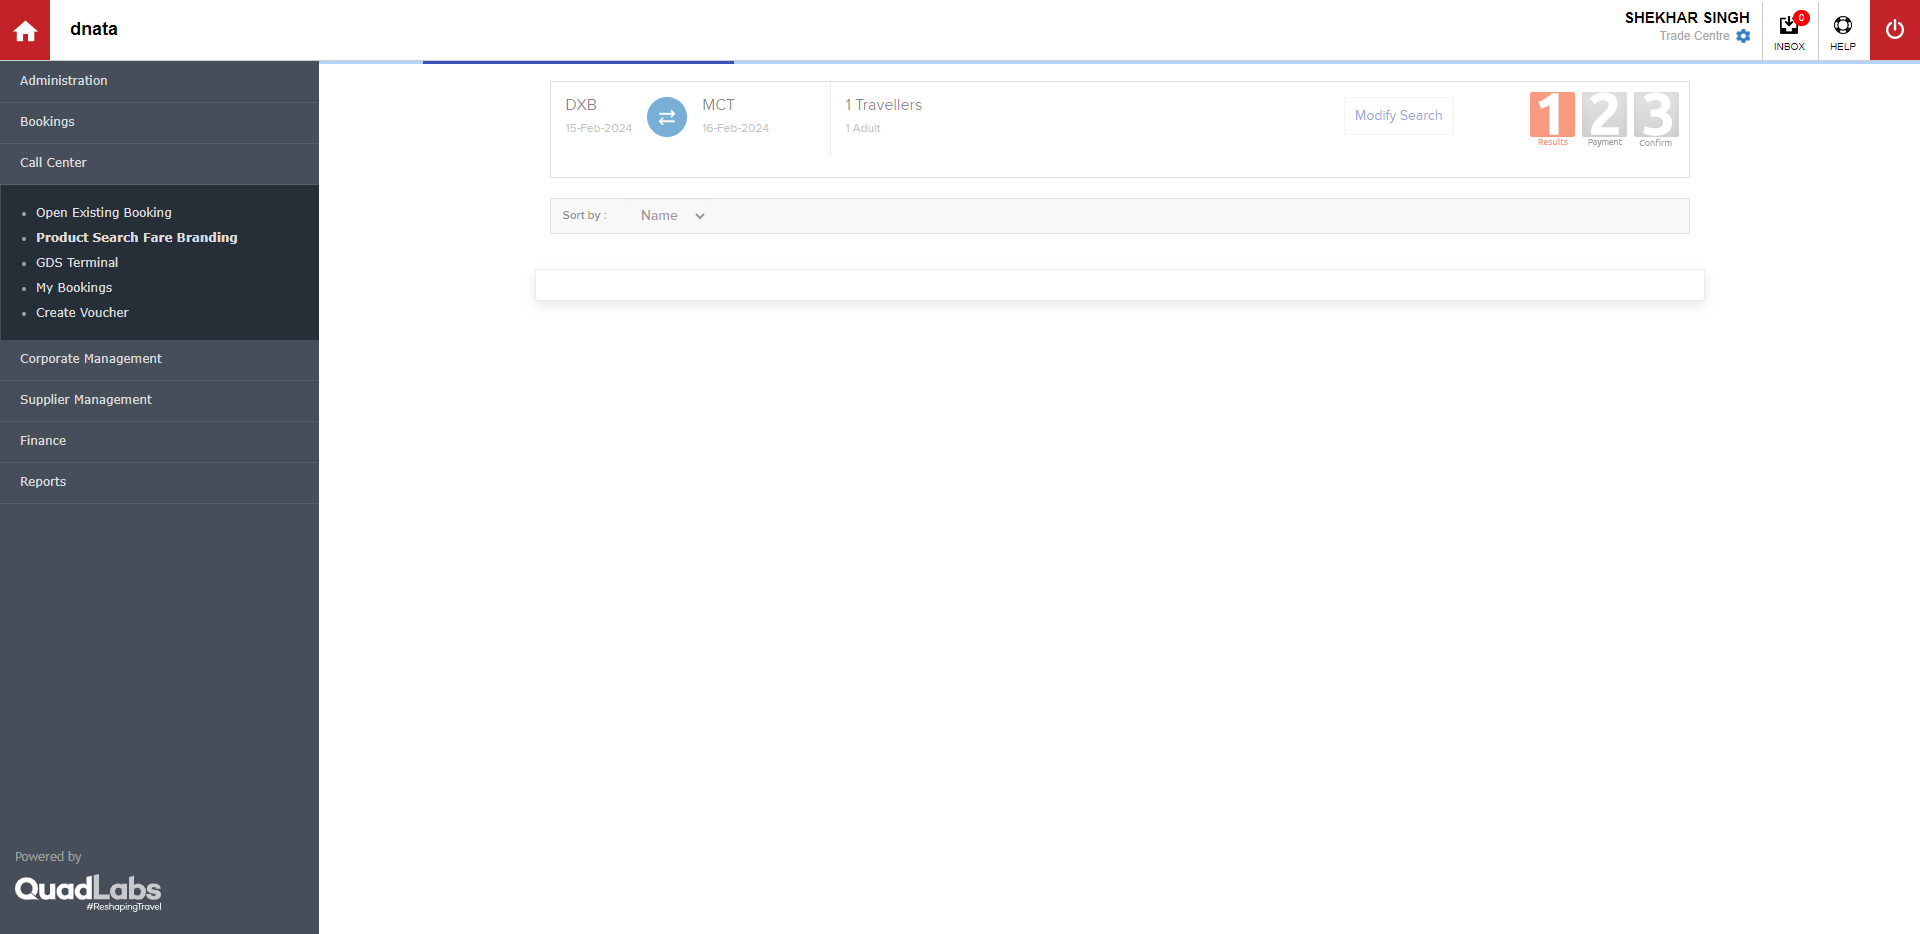 dnata
SHEKHAR SINGH
Trade Centre
0
INBOX
HELP
Administration
Bookings
Call Center
Open Existing Booking
Product Search Fare Branding
GDS Terminal
My Bookings
Create Voucher
Corporate Management
Supplier Management
Finance
Reports
Powered by
QuadLabs
#ReshapingTravel
DXB
15-Feb-2024
MCT
16-Feb-2024
1 Travellers
1 Adult
Modify Search
1
Results
2
Payment
3
Confirm
Sort by :
Name